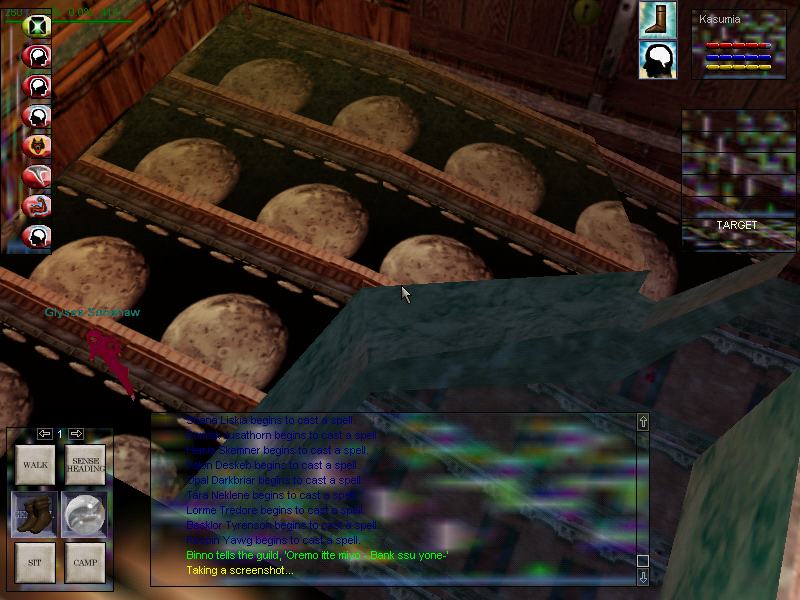 Kasumia
TARGET
1
WALK
SENSE HEADING
SIT
CAMP
begins to cast a spell.
begins to cast a spell.
Skemner begins to cast a spell.
Deskeb begins to cast a spell.
Opal Darkbriar begins to cast a spell.
Tara Neklene begins to cast a spell.
Lorme Tredore begins to cast a spell.
Tyrenson begins to cast a spell.
Yawg begins to cast a spell.
Binno tells the guild, 'Oremo itte miyo - Bank ssu yone-'
Taking a screenshot...